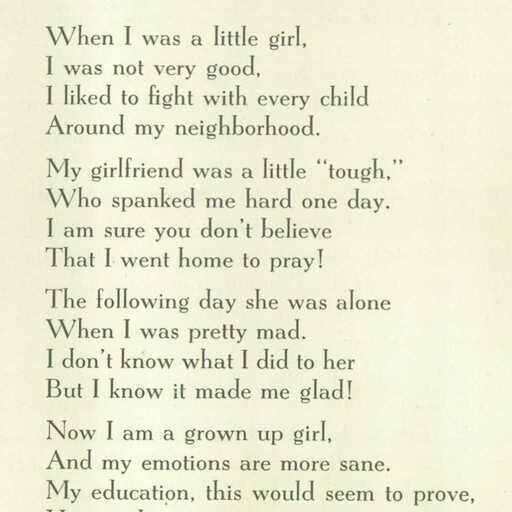 When I was a little girl,
I was not very good,
I liked to fight with every child
Around my neighborhood.
My girlfriend was a little “tough,”
Who spanked me hard one day.
I am sure you don’t believe
That I went home to pray!
The following day she was alone
When I was pretty mad.
I don’t know what I did to her
But I know it made me glad!
Now I am a grown up girl,
And my emotions are more sane.
My education, this would seem to prove,